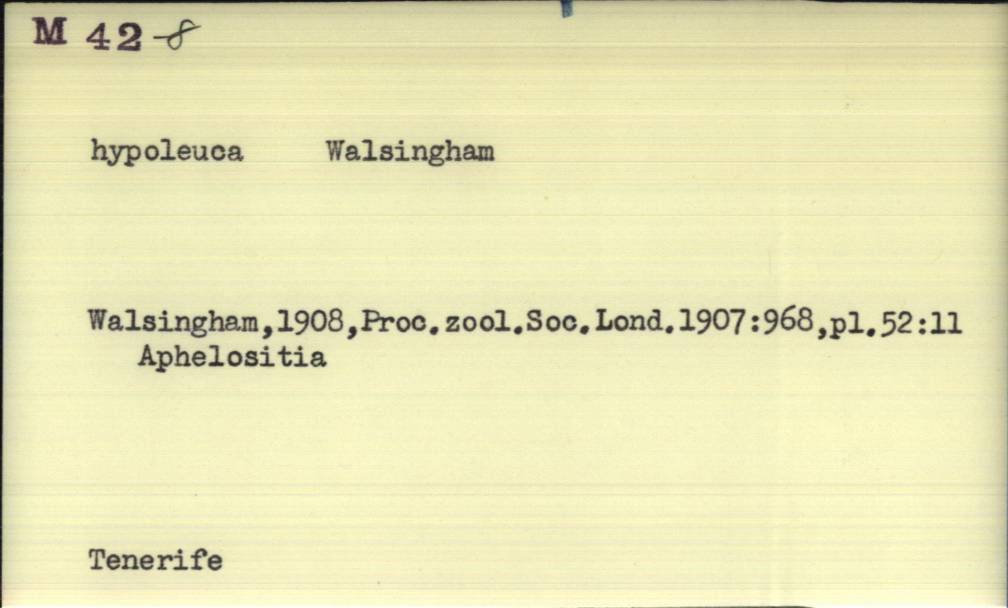 M 42-8
hypoleuca Walsingham
Walsingham,1908,Proc.zool.Soc.Lond.1907:968,pl.52:11
Aphelositia
Tenerife